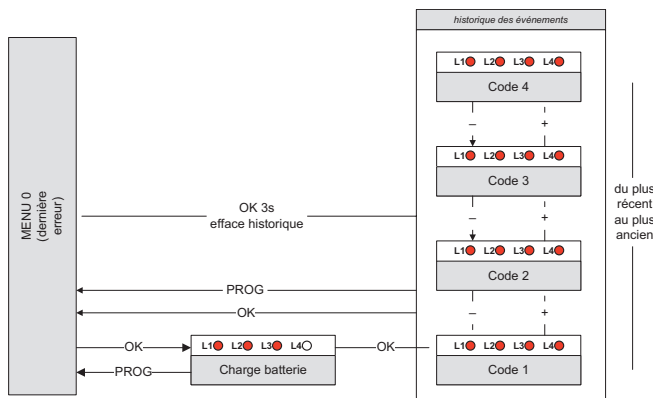 historique des événements
L1 L2 L3 L4
Code 4
– +
L1 L2 L3 L4
Code 3
– +
L1 L2 L3 L4
Code 2
– +
L1 L2 L3 L4
Code 1
du plus
récent
au plus
ancien
MENU 0
(dernière
erreur)
OK 3s
efface historique
PROG
OK
OK
L1 L2 L3 L4
Charge batterie
OK
PROG